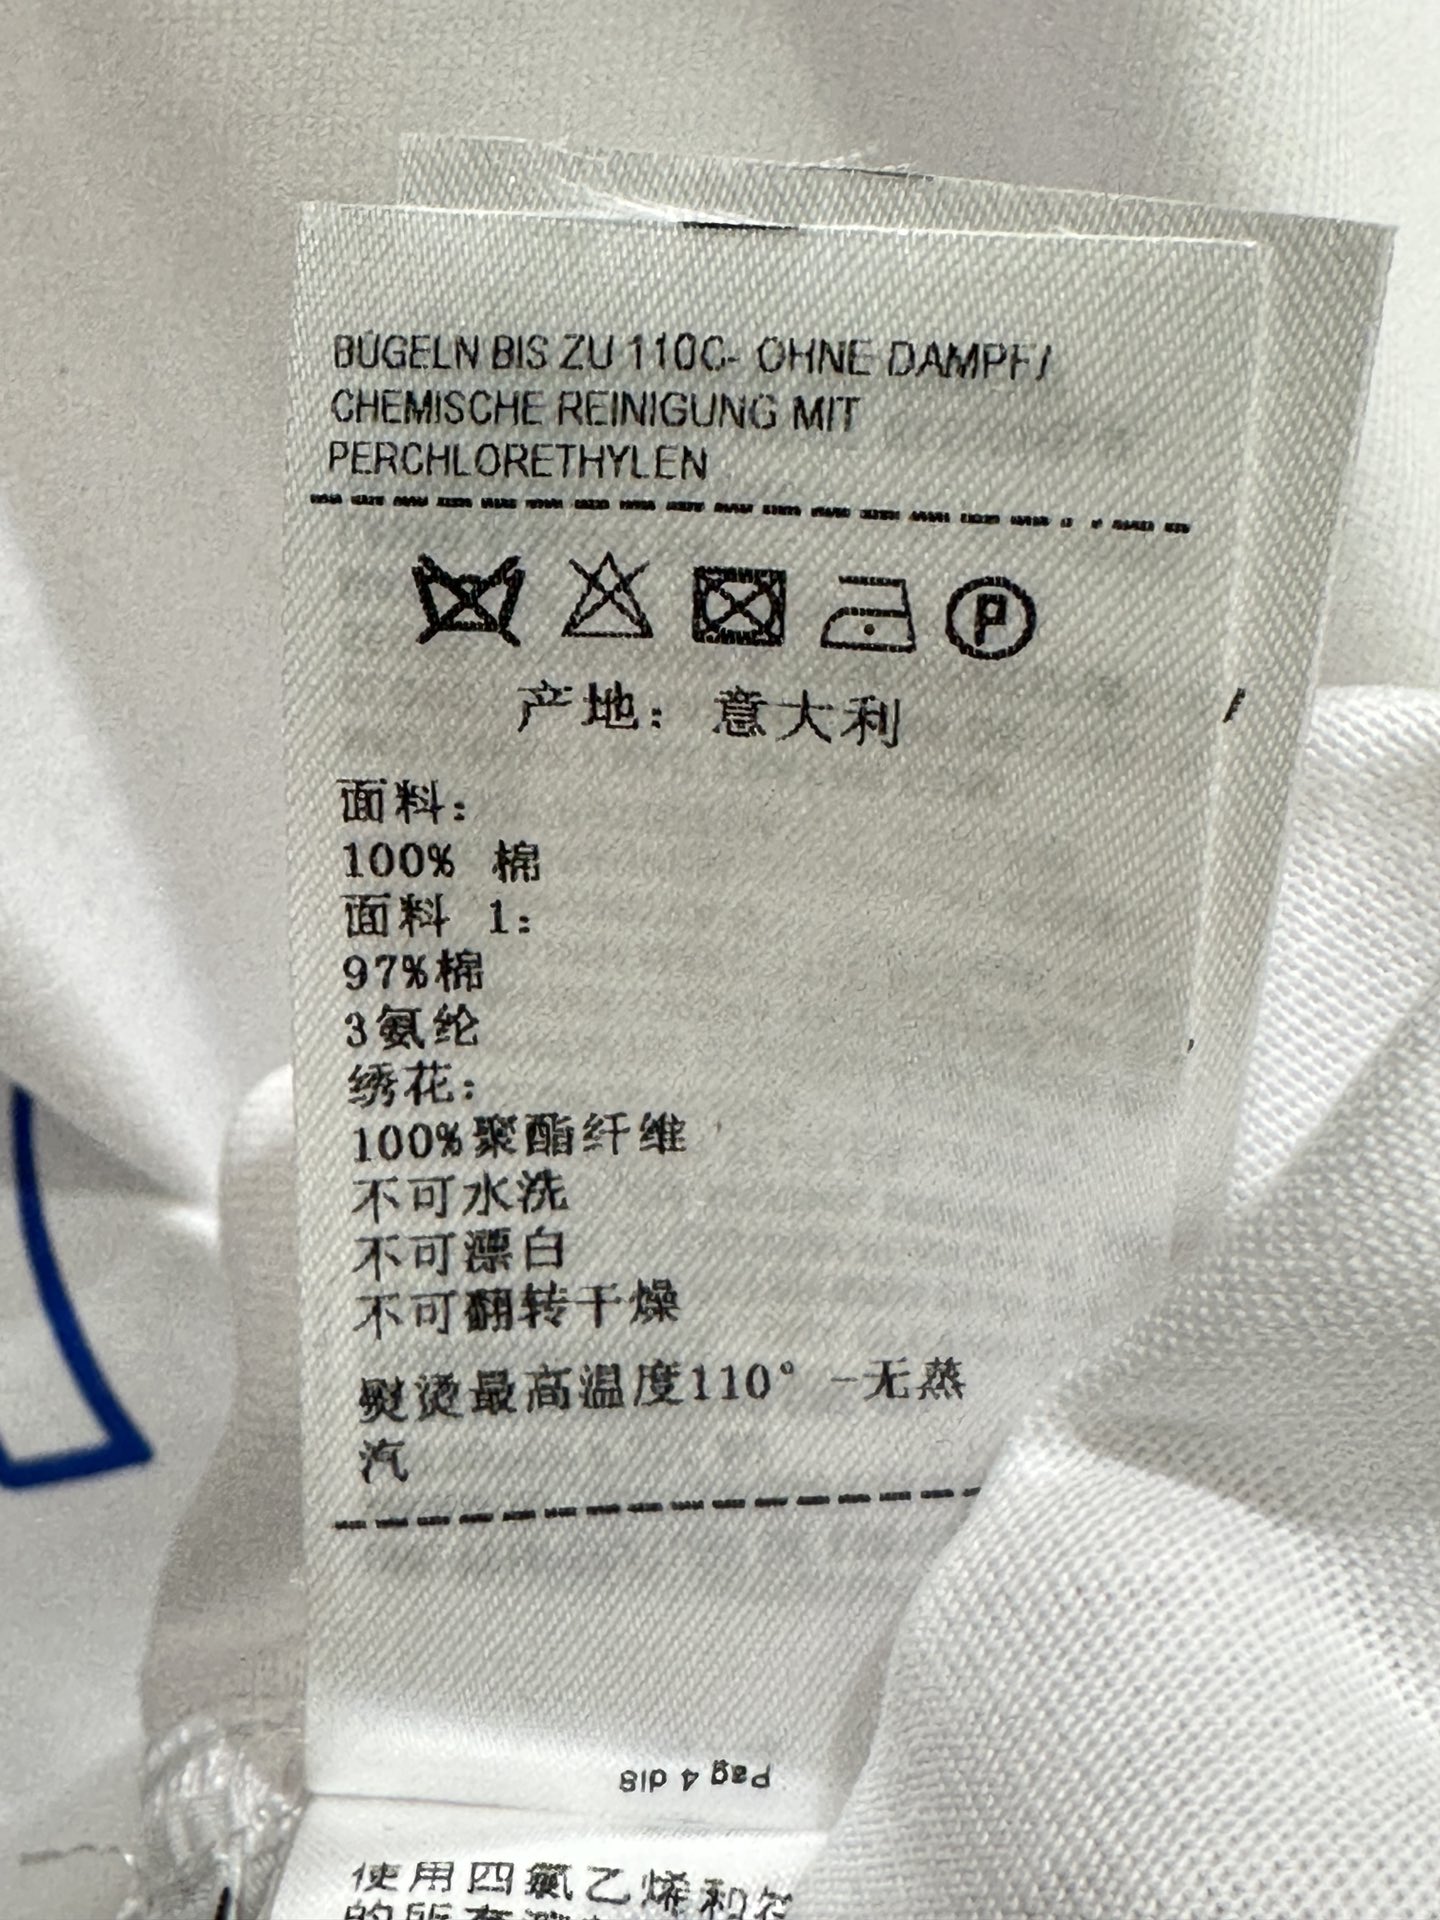 BÜGELN BIS ZU 110C- OHNE DAMPF/
CHEMISCHE REINIGUNG MIT
PERCHLORETHYLEN
P
产地：意大利
面料：
100% 棉
面料 1：
97%棉
3氨纶
绣花：
100%聚酯纤维
不可水洗
不可漂白
不可翻转干燥
熨烫最高温度110° -无蒸
汽
Pag 4 di8
使用四氯乙烯和
的所有